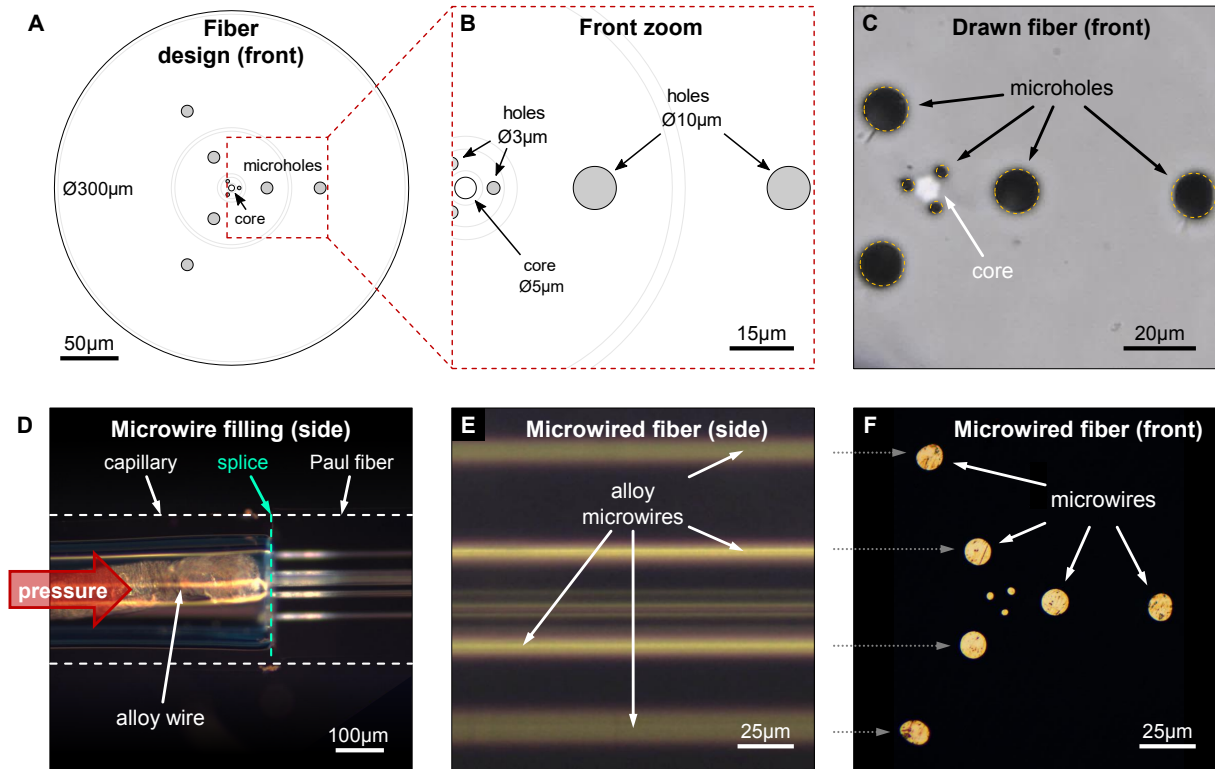 A
Fiber
design (front)
microholes
Ø300µm
core
50µm
B
Front zoom
holes
Ø3µm
holes
Ø10µm
core
Ø5µm
15µm
C
Drawn fiber (front)
microholes
core
20µm
D
Microwire filling (side)
capillary
splice
Paul fiber
pressure
alloy wire
100µm
E
Microwired fiber (side)
alloy
microwires
25µm
F
Microwired fiber (front)
microwires
25µm